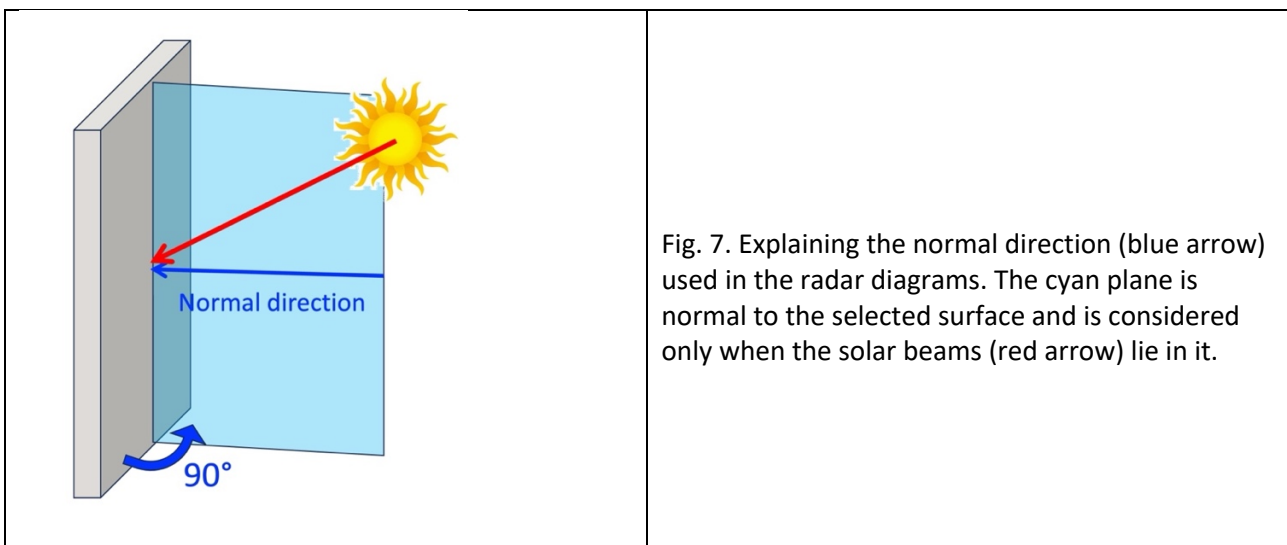 Normal direction
90°
Fig. 7. Explaining the normal direction (blue arrow)
used in the radar diagrams. The cyan plane is
normal to the selected surface and is considered
only when the solar beams (red arrow) lie in it.